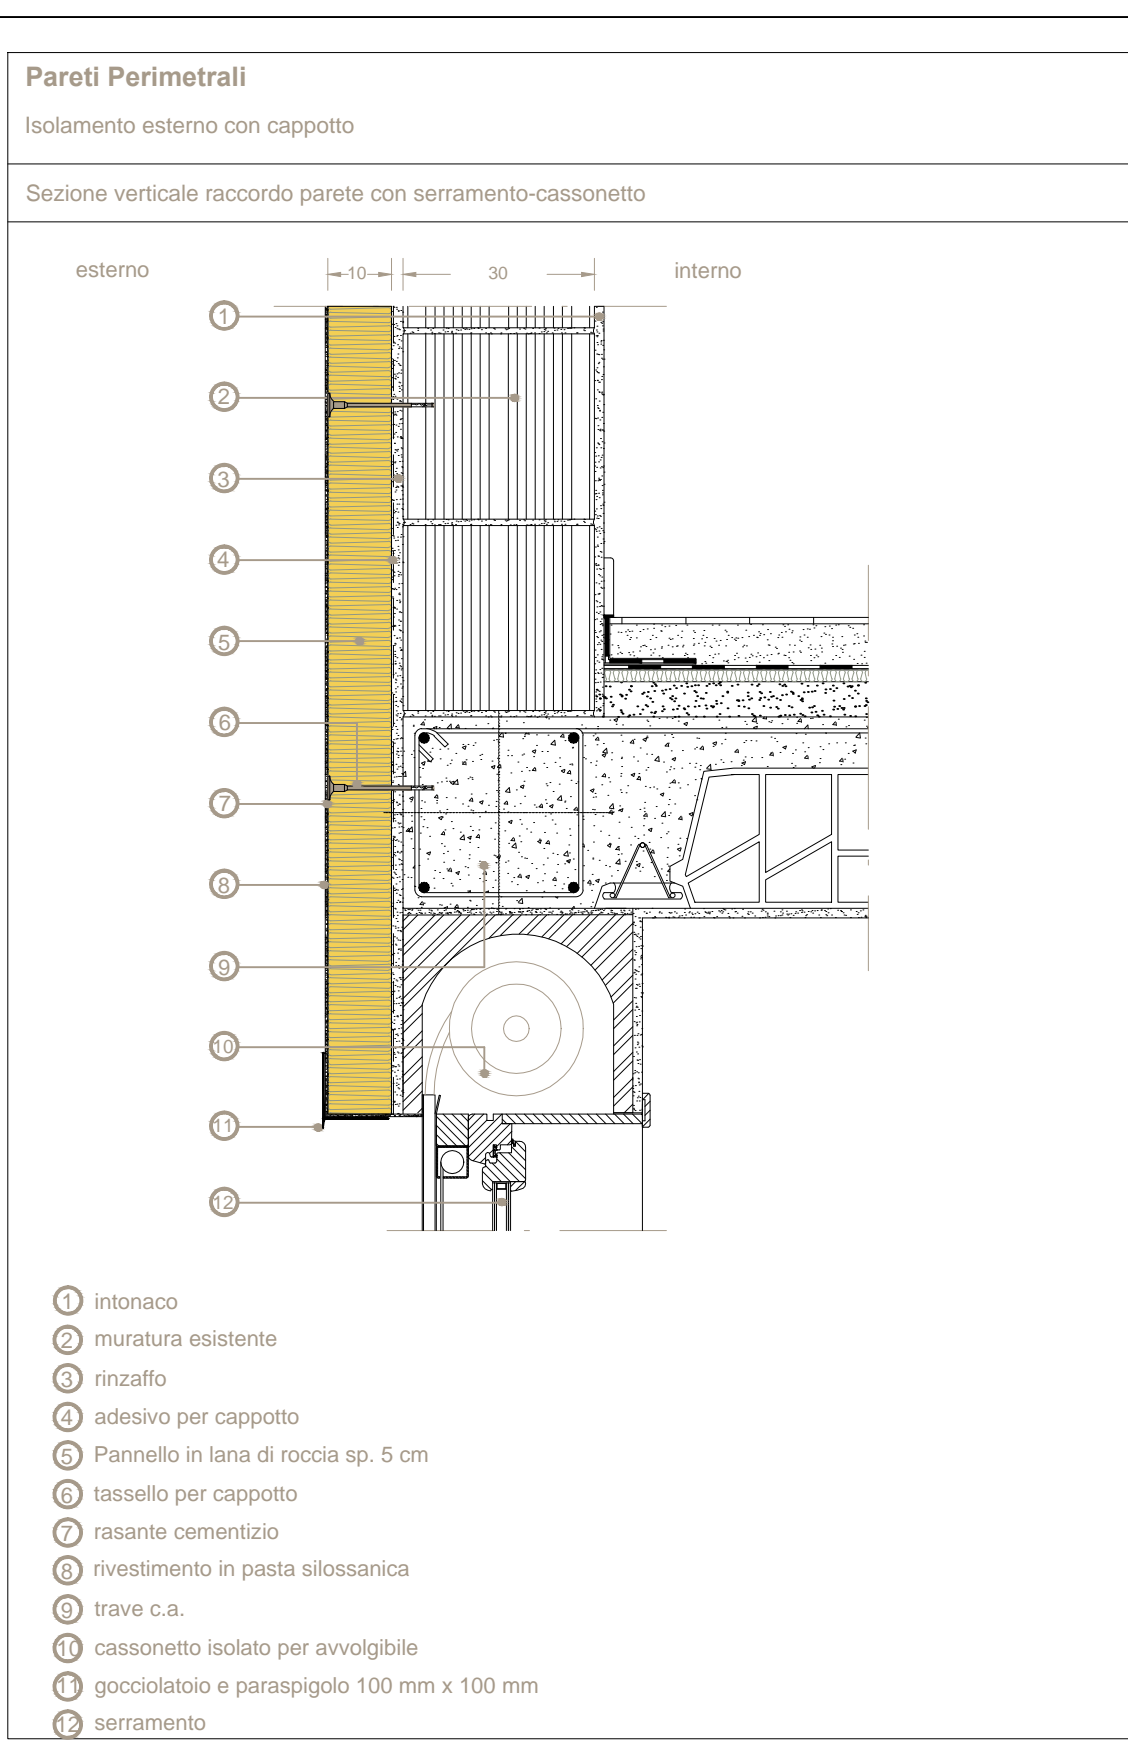 Pareti Perimetrali
Isolamento esterno con cappotto
Sezione verticale raccordo parete con serramento-cassonetto
esterno 10 30 interno
1
2
3
4
5
6
7
8
9
10
11
12
1 intonaco
2 muratura esistente
3 rinzaffo
4 adesivo per cappotto
5 Pannello in lana di roccia sp. 5 cm
6 tassello per cappotto
7 rasante cementizio
8 rivestimento in pasta silossanica
9 trave c.a.
10 cassonetto isolato per avvolgibile
11 gocciolatoio e paraspigolo 100 mm x 100 mm
12 serramento